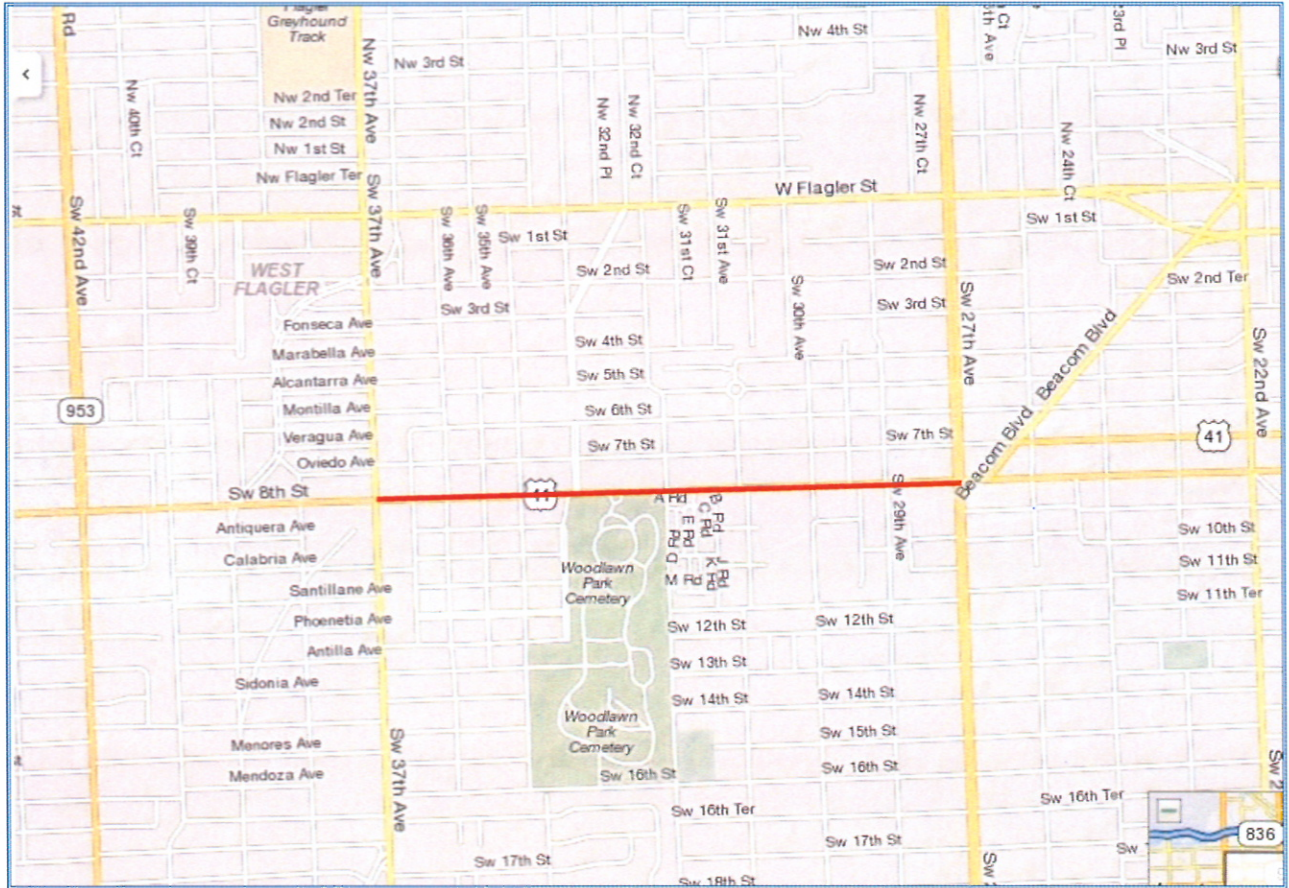 Rd
Flagler
Greyhound
Track
Nw 4th St
Ct
3rd Pl
Nw 3rd St
Nw 37th Ave
Nw 3rd St
Nw 40th Ct
Nw 2nd Ter
Nw 32nd Pl
Nw 32nd Ct
Nw 27th Ct
Nw 2nd St
Nw 24th Ct
Nw 1st St
Nw Flagler Ter
W Flagler St
Sw 42nd Ave
Sw 39th Ct
Sw 37th Ave
Sw 36th Ave
Sw 35th Ave
Sw 1st St
Sw 31st Ct
Sw 31st Ave
Sw 1st St
WEST
FLAGLER
Sw 2nd St
Sw 30th Ave
Sw 2nd St
Sw 2nd Ter
Sw 3rd St
Sw 3rd St
Sw 27th Ave
Fonseca Ave
Sw 4th St
Beacom Blvd
Sw 22nd Ave
Marabella Ave
Alcantarra Ave
Sw 5th St
953
Montilla Ave
Sw 6th St
Beacom Blvd
Veragua Ave
Sw 7th St
Sw 7th St
41
Oviedo Ave
Sw 8th St
41
A Rd
B Rd
C Rd
E Rd
Sw 29th Ave
Antiquera Ave
Sw 10th St
Calabria Ave
Woodlawn
Park
Cemetery
G Rd
K Rd
J Rd
M Rd
Sw 11th St
Santillane Ave
Sw 11th Ter
Phoenetia Ave
Sw 12th St
Sw 12th St
Antilla Ave
Sw 13th St
Sidonia Ave
Sw 14th St
Sw 14th St
Woodlawn
Park
Cemetery
Sw 15th St
Menores Ave
Sw 37th Ave
Mendoza Ave
Sw 16th St
Sw 16th St
Sw 16th Ter
Sw 16th Ter
836
Sw 17th St
Sw
Sw 17th St
Sw 18th St